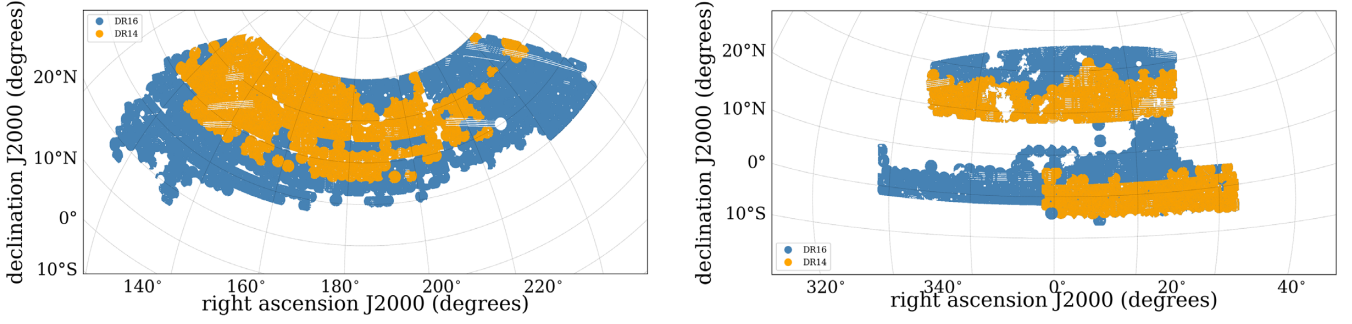 declination J2000 (degrees)
DR16
DR14
20°N
10°N
0°
10°S
140° 160° 180° 200° 220°
right ascension J2000 (degrees)
declination J2000 (degrees)
20°N
10°N
0°
10°S
DR16
DR14
320° 340° 0° 20° 40°
right ascension J2000 (degrees)